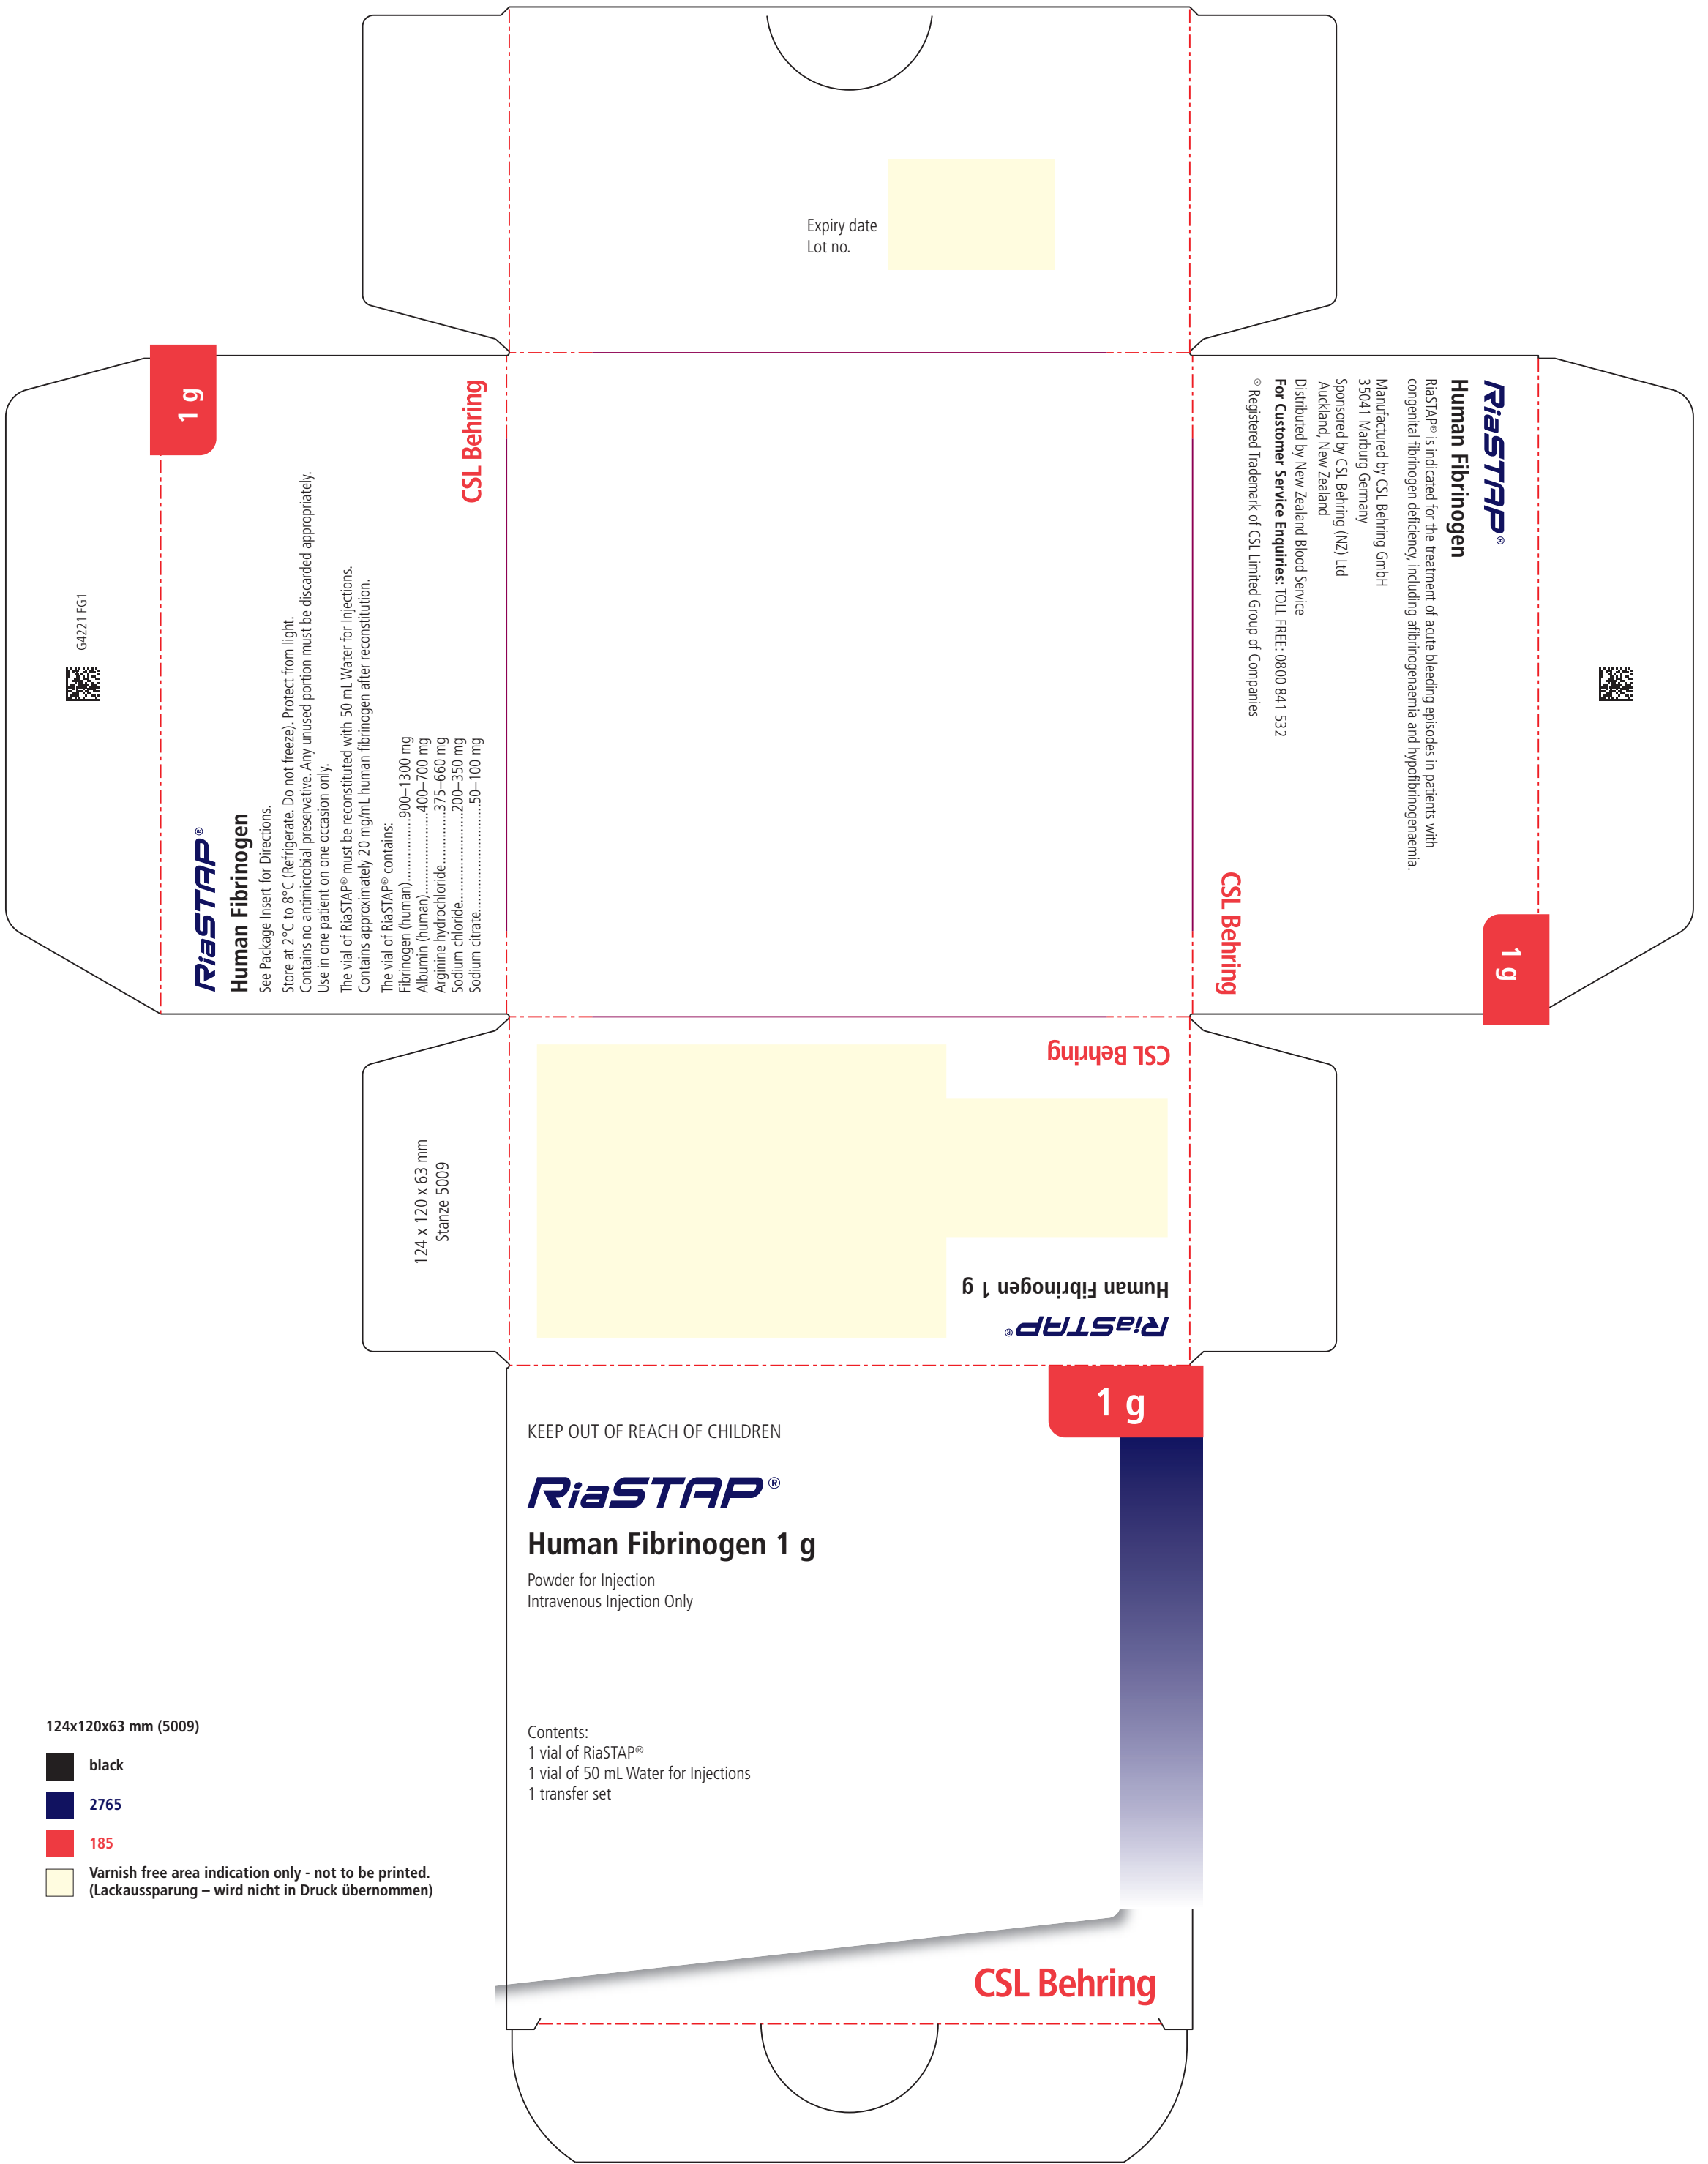 Expiry date
Lot no.
1 g
CSL Behring
RiaSTAP®
Human Fibrinogen
See Package Insert for Directions.
Store at 2°C to 8°C (Refrigerate. Do not freeze). Protect from light.
Contains no antimicrobial preservative. Any unused portion must be discarded appropriately.
Use in one patient on one occasion only.
The vial of RiaSTAP® must be reconstituted with 50 mL Water for Injections.
Contains approximately 20 mg/mL human fibrinogen after reconstitution.
The vial of RiaSTAP® contains:
Fibrinogen (human)..................900–1300 mg
Albumin (human)........................400–700 mg
Arginine hydrochloride...............375–660 mg
Sodium chloride..........................200–350 mg
Sodium citrate..............................50–100 mg
G4221 FG1
RiaSTAP®
Human Fibrinogen
RiaSTAP® is indicated for the treatment of acute bleeding episodes in patients with
congenital fibrinogen deficiency, including afibrinogenaemia and hypofibrinogenaemia.
Manufactured by CSL Behring GmbH
35041 Marburg Germany
Sponsored by CSL Behring (NZ) Ltd
Auckland, New Zealand
Distributed by New Zealand Blood Service
For Customer Service Enquiries: TOLL FREE: 0800 841 532
® Registered Trademark of CSL Limited Group of Companies
CSL Behring
1 g
124 x 120 x 63 mm
Stanze 5009
RiaSTAP®
Human Fibrinogen 1 g
CSL Behring
1 g
KEEP OUT OF REACH OF CHILDREN
RiaSTAP®
Human Fibrinogen 1 g
Powder for Injection
Intravenous Injection Only
Contents:
1 vial of RiaSTAP®
1 vial of 50 mL Water for Injections
1 transfer set
CSL Behring
124x120x63 mm (5009)
black
2765
185
Varnish free area indication only - not to be printed.
(Lackaussparung – wird nicht in Druck übernommen)